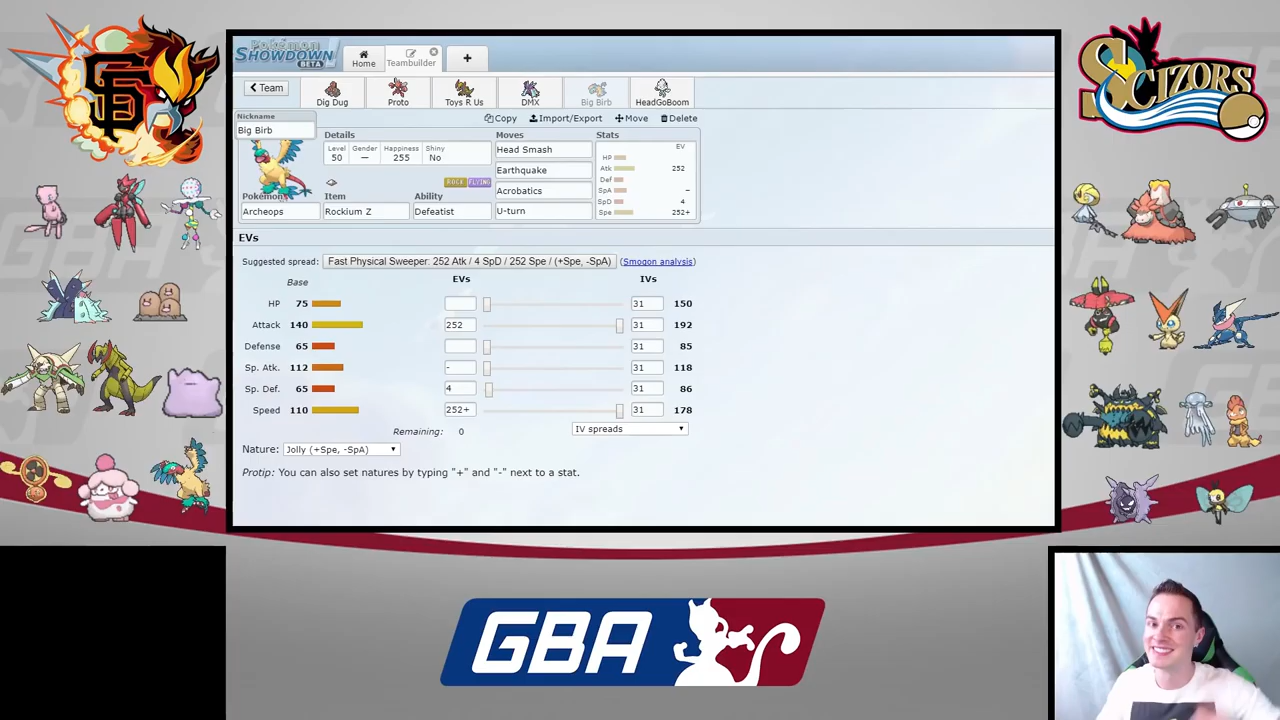 SF
SCIZORS
Pokémon
SHOWDOWN
BETA
Home
Teambuilder
+
< Team
Dig Dug
Proto
Toys R Us
DMX
Big Birb
HeadGoBoom
Copy Import/Export Move Delete
Nickname
Big Birb
Details
Level Gender Happiness Shiny
50 — 255 No
ROCK FLYING
Pokémon Item Ability
Archeops Rockium Z Defeatist
Moves
Head Smash
Earthquake
Acrobatics
U-turn
Stats
EV
HP
Atk 252
Def
SpA –
SpD 4
Spe 252+
EVs
Suggested spread: Fast Physical Sweeper: 252 Atk / 4 SpD / 252 Spe / (+Spe, -SpA) (Smogon analysis)
Base EVs IVs
HP 75 31 150
Attack 140 252 31 192
Defense 65 31 85
Sp. Atk. 112 - 31 118
Sp. Def. 65 4 31 86
Speed 110 252+ 31 178
Remaining: 0 IV spreads
Nature: Jolly (+Spe, -SpA)
Protip: You can also set natures by typing "+" and "-" next to a stat.
GBA